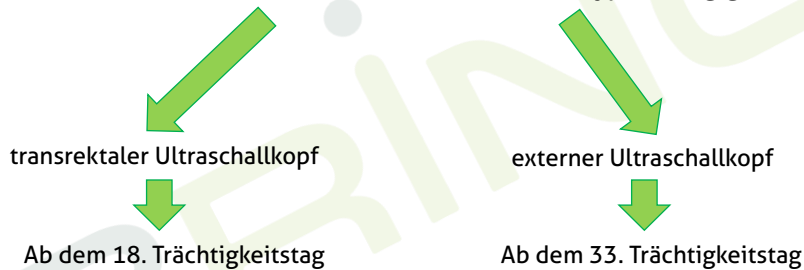 transrektaler Ultraschallkopf
externer Ultraschallkopf
Ab dem 18. Trächtigkeitstag
Ab dem 33. Trächtigkeitstag